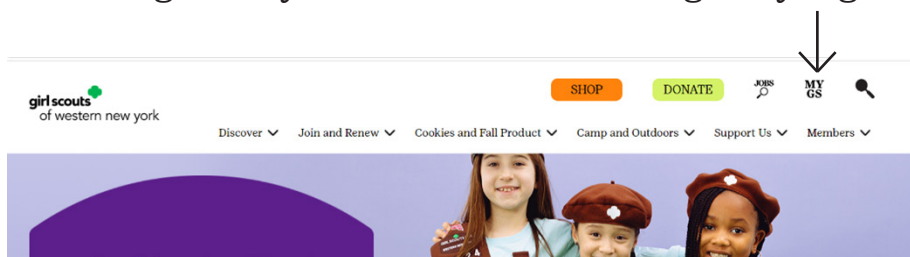 SHOP DONATE JOBS MY GS
girl scouts
of western new york
Discover Join and Renew Cookies and Fall Product Camp and Outdoors Support Us Members